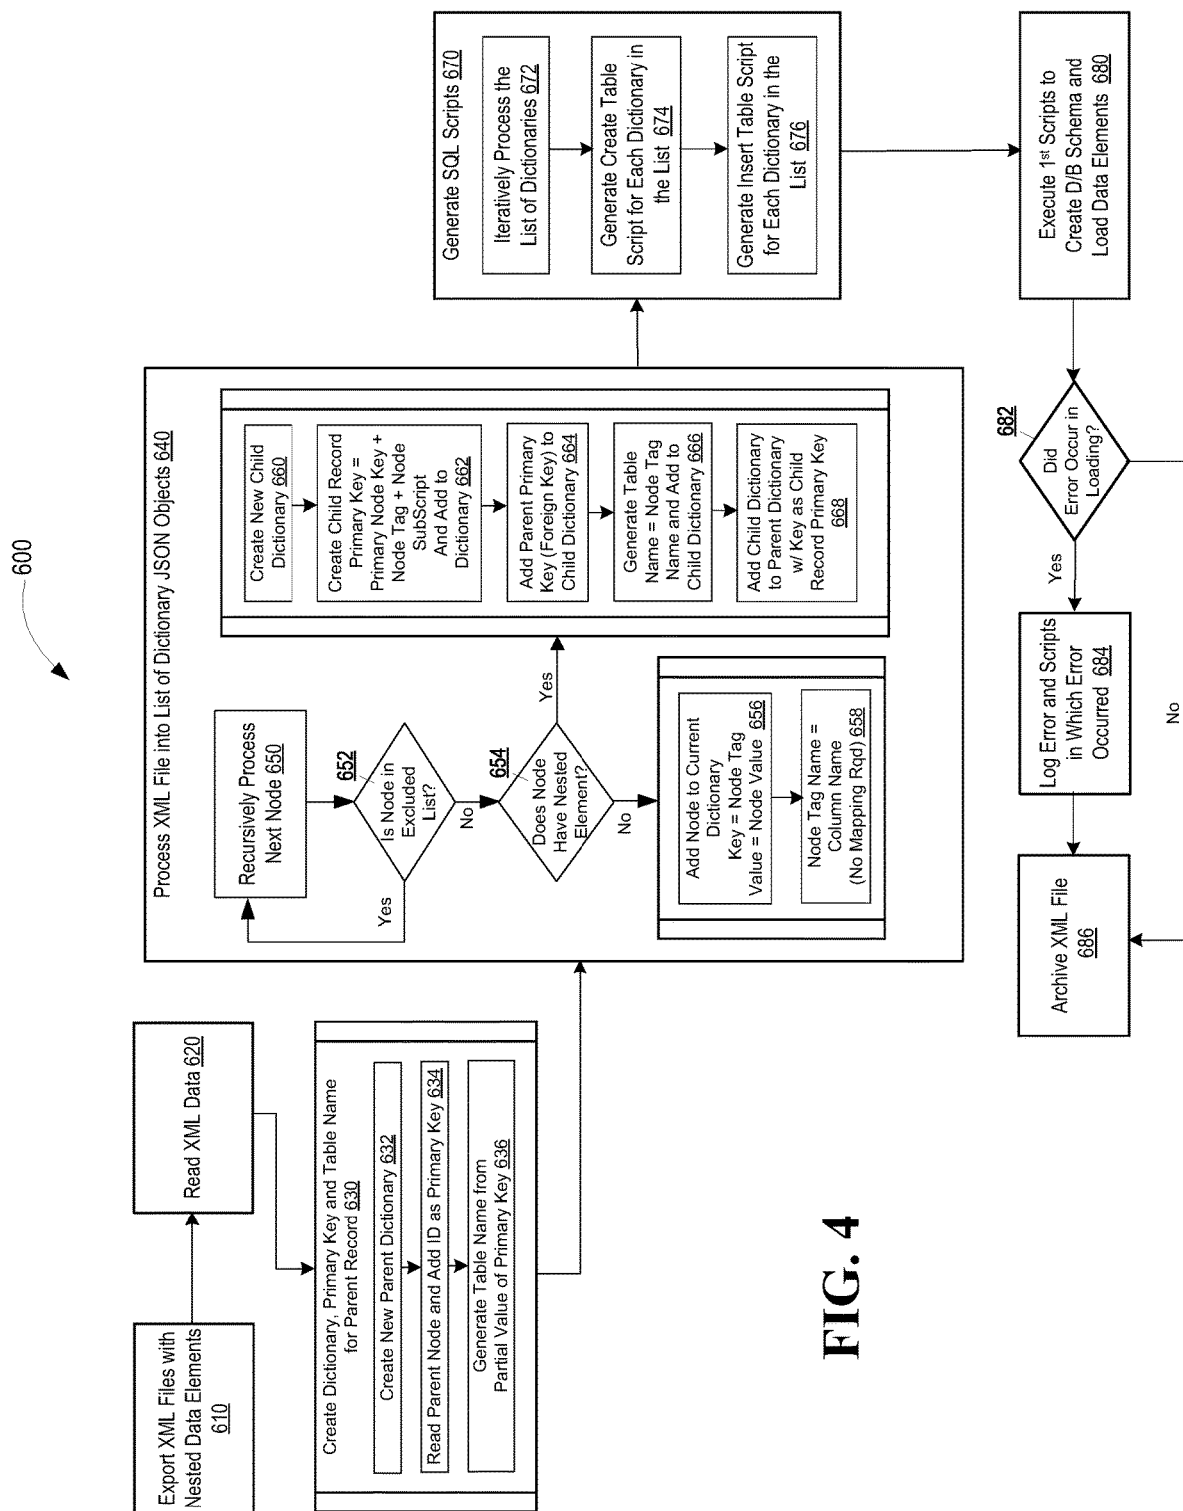 600
Export XML Files with
Nested Data Elements
610
Read XML Data 620
Create Dictionary, Primary Key and Table Name
for Parent Record 630
Create New Parent Dictionary 632
Read Parent Node and Add ID as Primary Key 634
Generate Table Name from
Partial Value of Primary Key 636
Process XML File into List of Dictionary JSON Objects 640
Recursively Process
Next Node 650
652
Is Node in
Excluded
List?
Yes
No
654
Does Node
Have Nested
Element?
Yes
No
Add Node to Current
Dictionary
Key = Node Tag
Value = Node Value 656
Node Tag Name =
Column Name
(No Mapping Rqd) 658
Create New Child
Dictionary 660
Create Child Record
Primary Key =
Primary Node Key +
Node Tag + Node
SubScript
And Add to
Dictionary 662
Add Parent Primary
Key (Foreign Key) to
Child Dictionary 664
Generate Table
Name = Node Tag
Name and Add to
Child Dictionary 666
Add Child Dictionary
to Parent Dictionary
w/ Key as Child
Record Primary Key
668
Generate SQL Scripts 670
Iteratively Process the
List of Dictionaries 672
Generate Create Table
Script for Each Dictionary in
the List 674
Generate Insert Table Script
for Each Dictionary in the
List 676
Execute 1st Scripts to
Create D/B Schema and
Load Data Elements 680
682
Did
Error Occur in
Loading?
Yes
No
Log Error and Scripts
in Which Error
Occurred 684
Archive XML File
686
FIG. 4